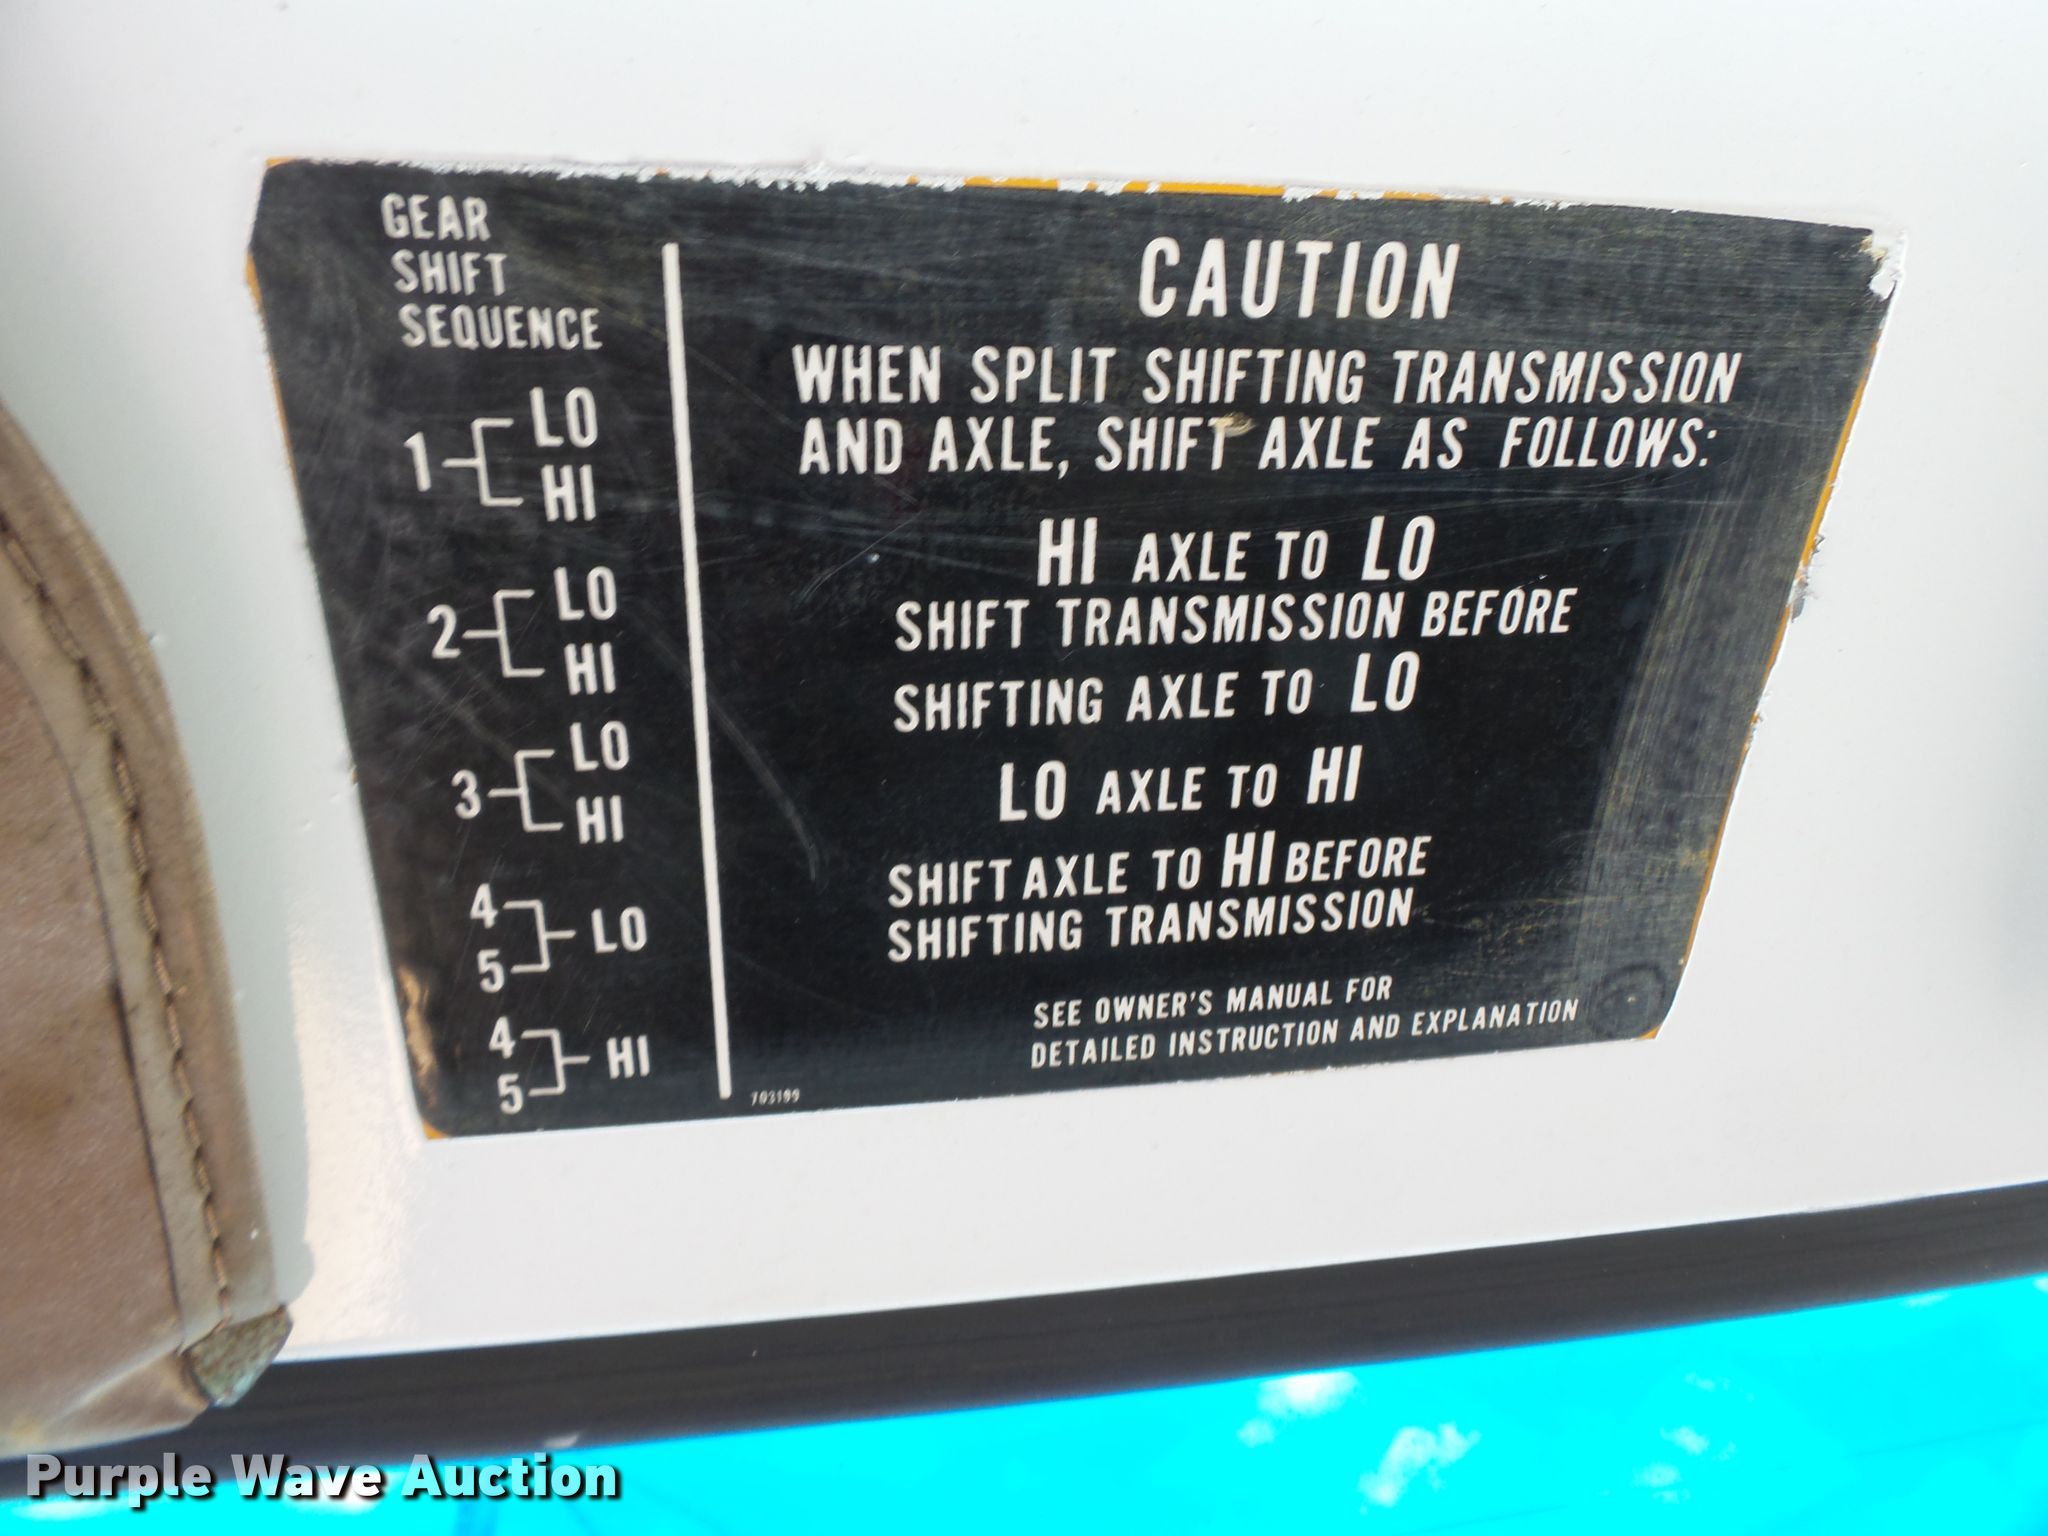 GEAR
SHIFT
SEQUENCE
1 LO
HI
2 LO
HI
3 LO
HI
4
5 LO
4
5 HI
CAUTION
WHEN SPLIT SHIFTING TRANSMISSION
AND AXLE, SHIFT AXLE AS FOLLOWS:
HI AXLE TO LO
SHIFT TRANSMISSION BEFORE
SHIFTING AXLE TO LO
LO AXLE TO HI
SHIFT AXLE TO HI BEFORE
SHIFTING TRANSMISSION
SEE OWNER'S MANUAL FOR
DETAILED INSTRUCTION AND EXPLANATION
703199
Purple Wave Auction